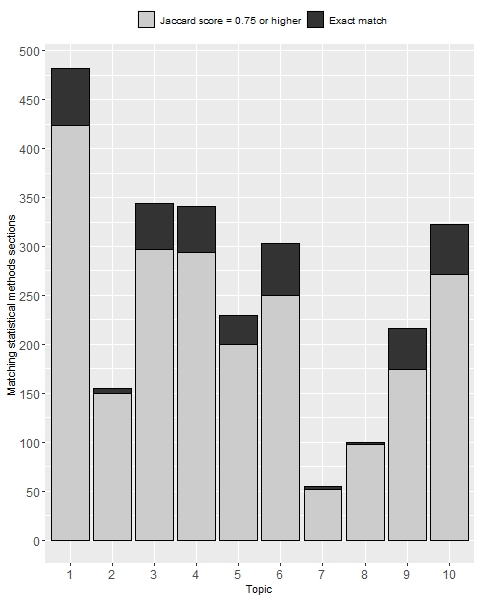 Jaccard score = 0.75 or higher Exact match
500
450
400
350
300
250
200
150
100
50
0
Matching statistical methods sections
1 2 3 4 5 6 7 8 9 10
Topic